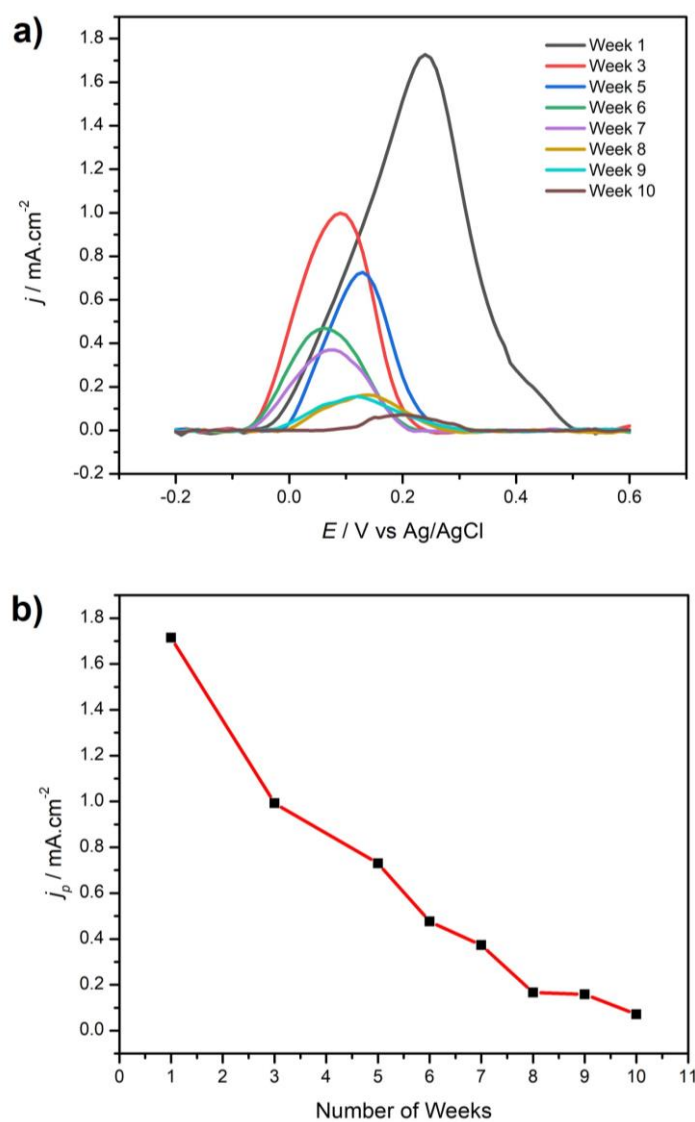 a)
1.8
1.6
1.4
1.2
1.0
0.8
0.6
0.4
0.2
0.0
-0.2
j / mA.cm-2
Week 1
Week 3
Week 5
Week 6
Week 7
Week 8
Week 9
Week 10
-0.2 0.0 0.2 0.4 0.6
E / V vs Ag/AgCl
b)
1.8
1.6
1.4
1.2
1.0
0.8
0.6
0.4
0.2
0.0
jp / mA.cm-2
0 1 2 3 4 5 6 7 8 9 10 11
Number of Weeks